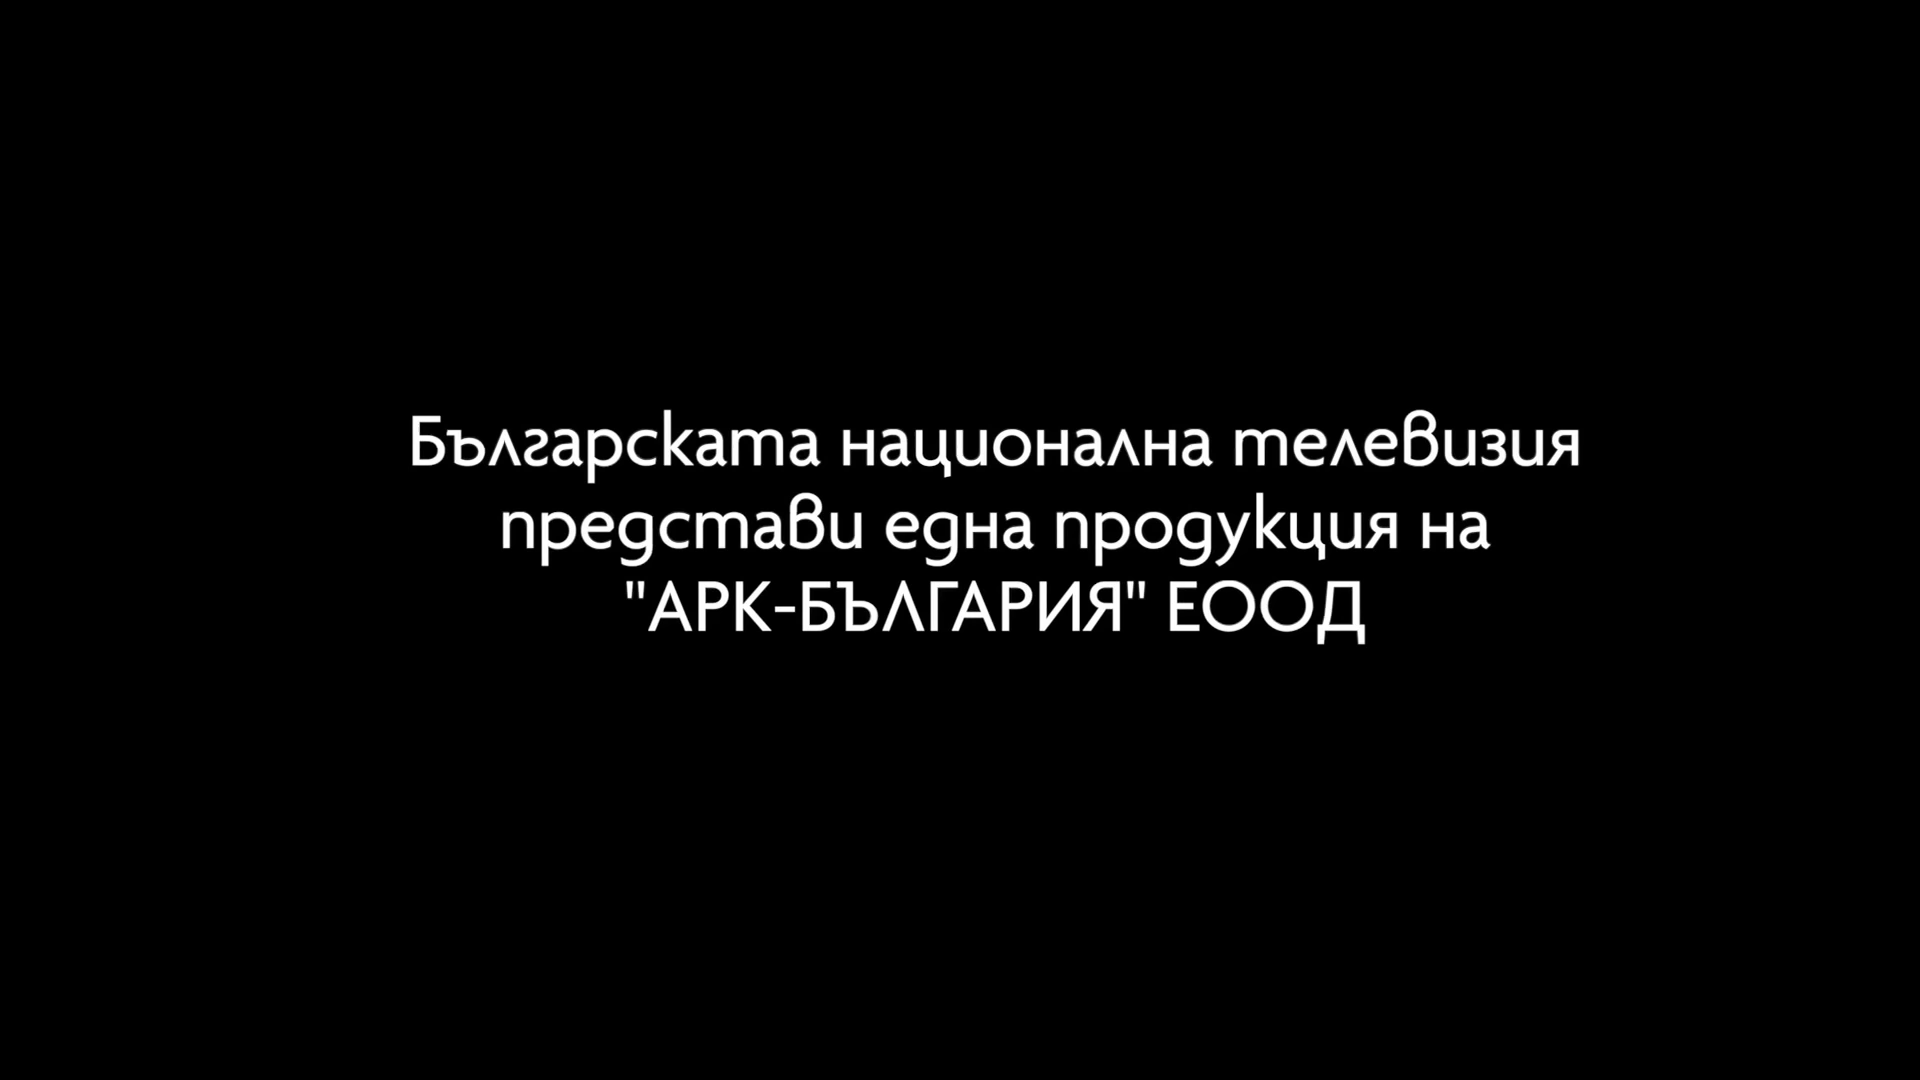 Българската национална телевизия
представи една продукция на
"АРК-БЪЛГАРИЯ" ЕООД